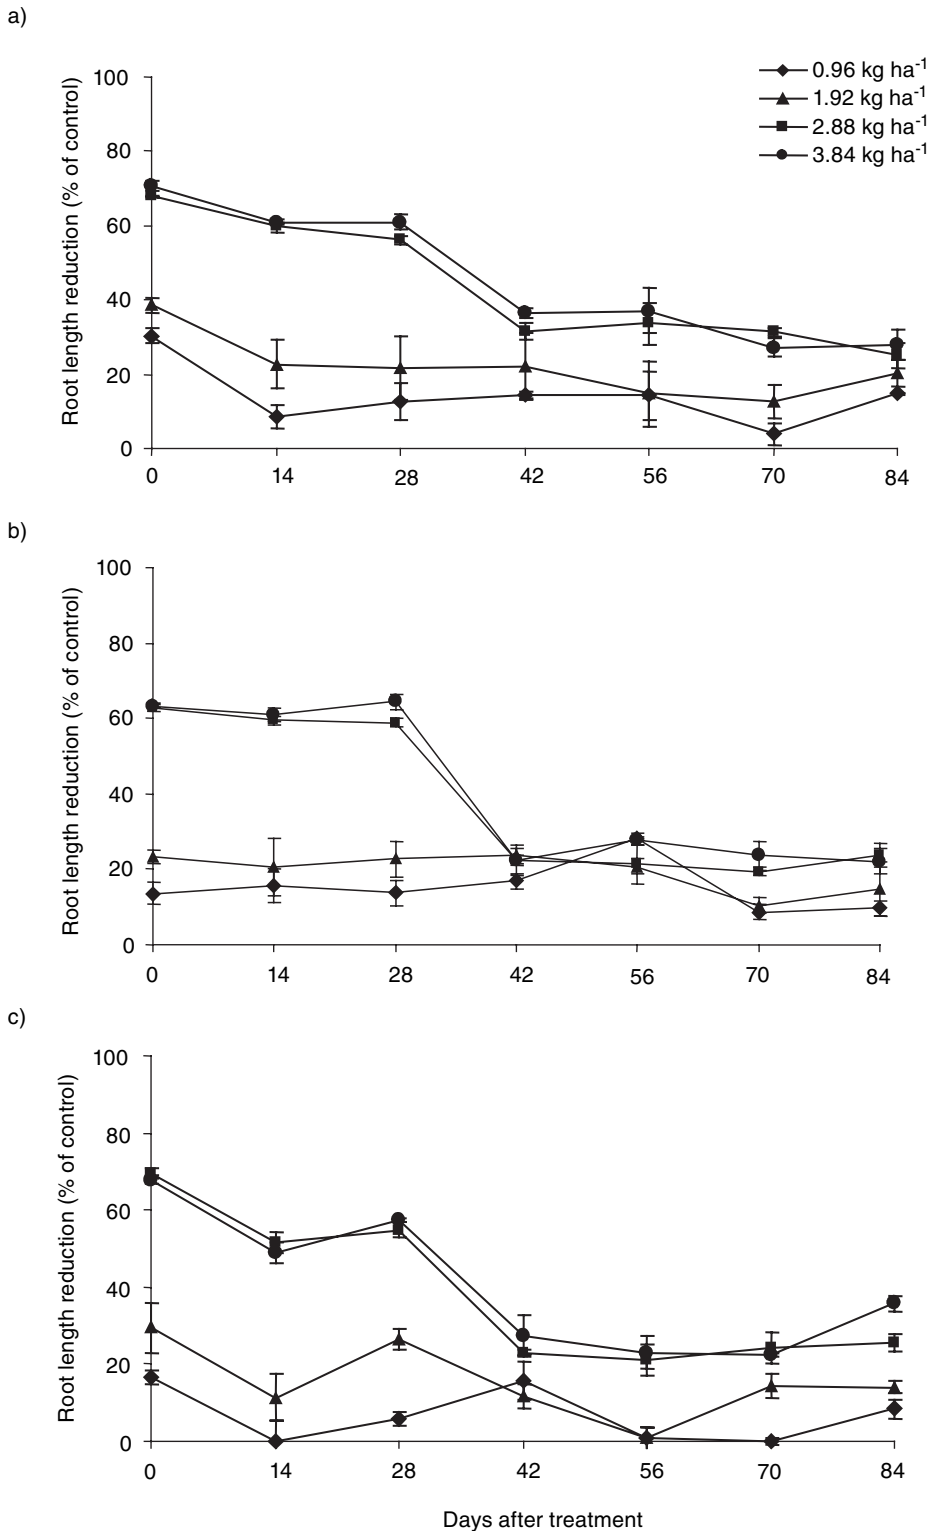 a)
Root length reduction (% of control)
100
80
60
40
20
0
0 14 28 42 56 70 84
0.96 kg ha-1
1.92 kg ha-1
2.88 kg ha-1
3.84 kg ha-1
b)
Root length reduction (% of control)
100
80
60
40
20
0
0 14 28 42 56 70 84
c)
Root length reduction (% of control)
100
80
60
40
20
0
0 14 28 42 56 70 84
Days after treatment